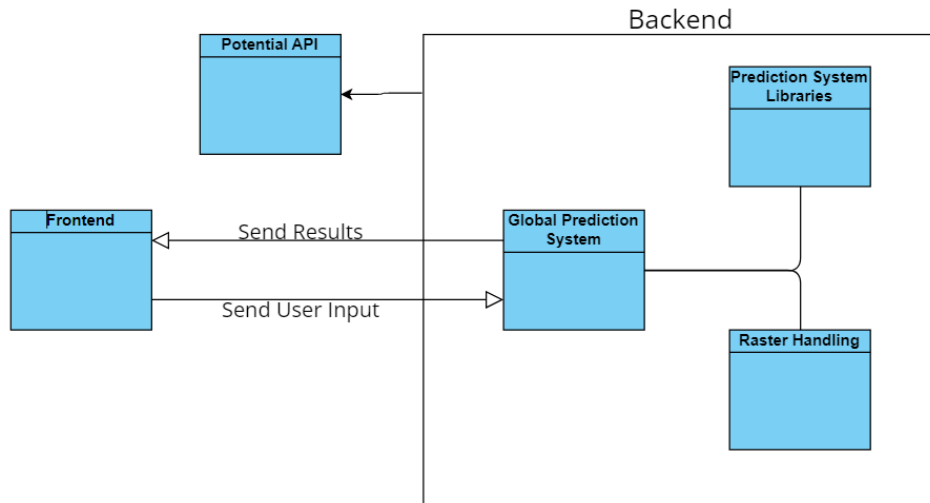 Backend
Potential API
Prediction System
Libraries
Frontend
Send Results
Global Prediction
System
Send User Input
Raster Handling